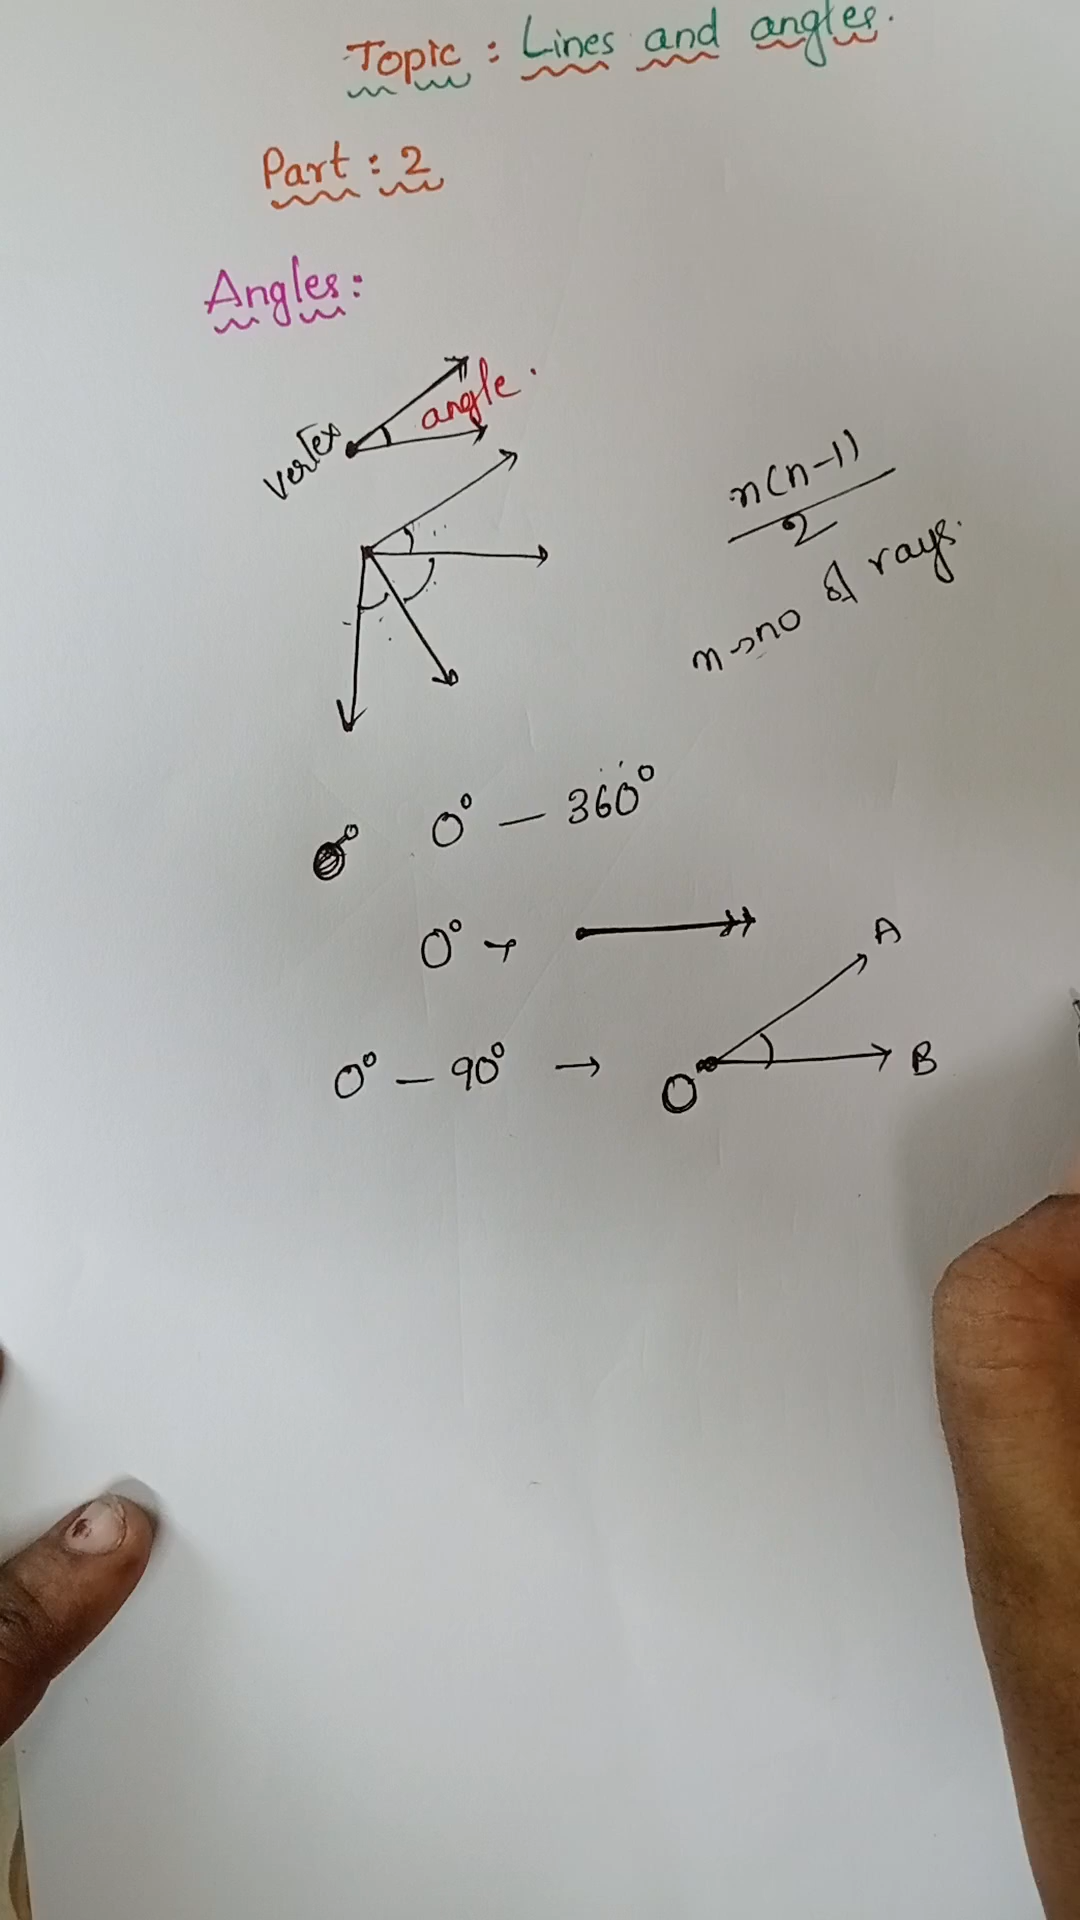 Topic : Lines and angles.
Part : 2
Angles:
angle.
vertex
n(n-1)
2
n→no of rays.
0° — 360°
0° →
A
0° — 90° →
O
B